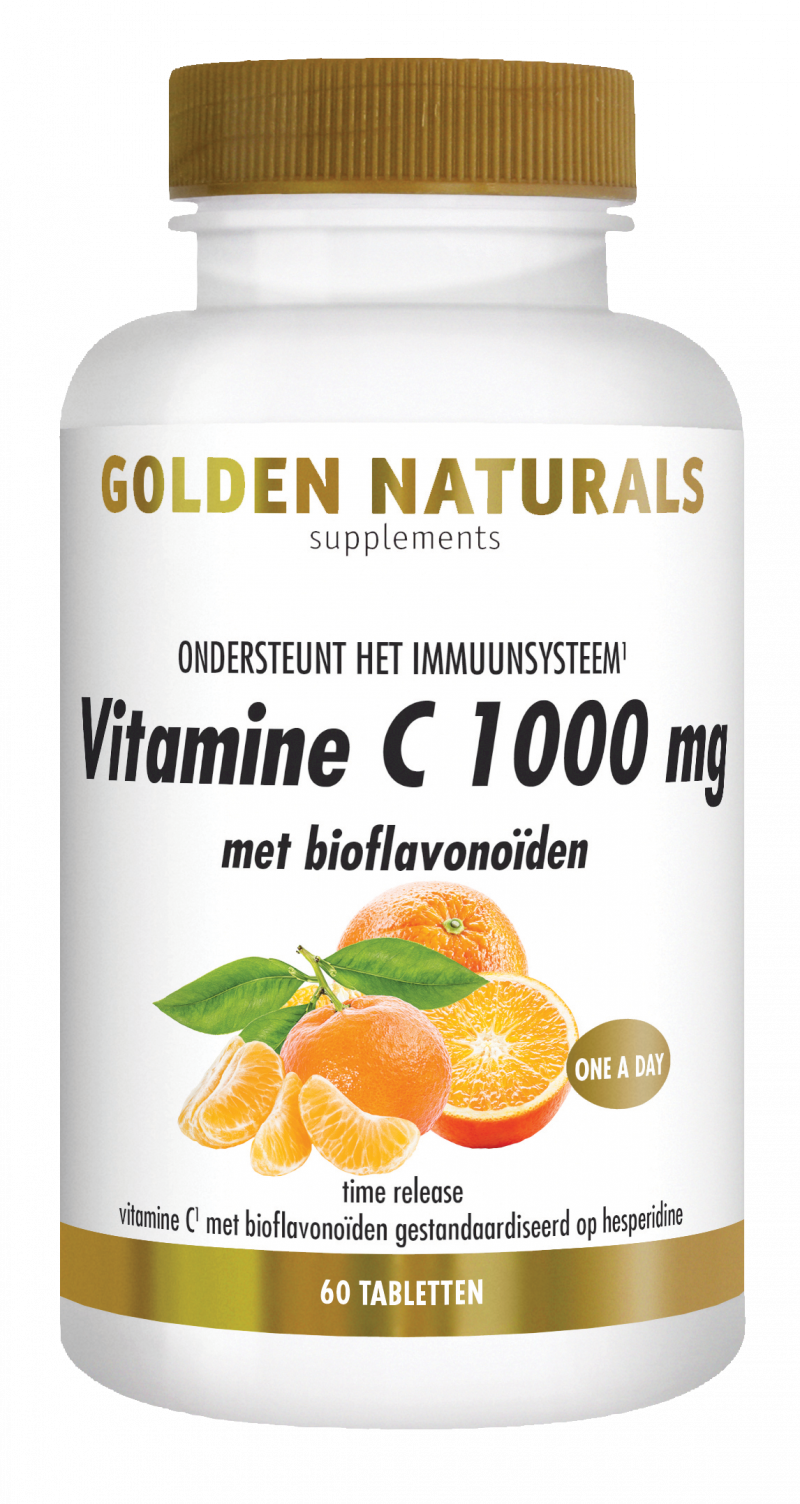 GOLDEN NATURALS
supplements
ONDERSTEUNT HET IMMUUNSYSTEEM¹
Vitamine C 1000 mg
met bioflavonoïden
ONE A DAY
time release
vitamine C¹ met bioflavonoïden gestandaardiseerd op hesperidine
60 TABLETTEN